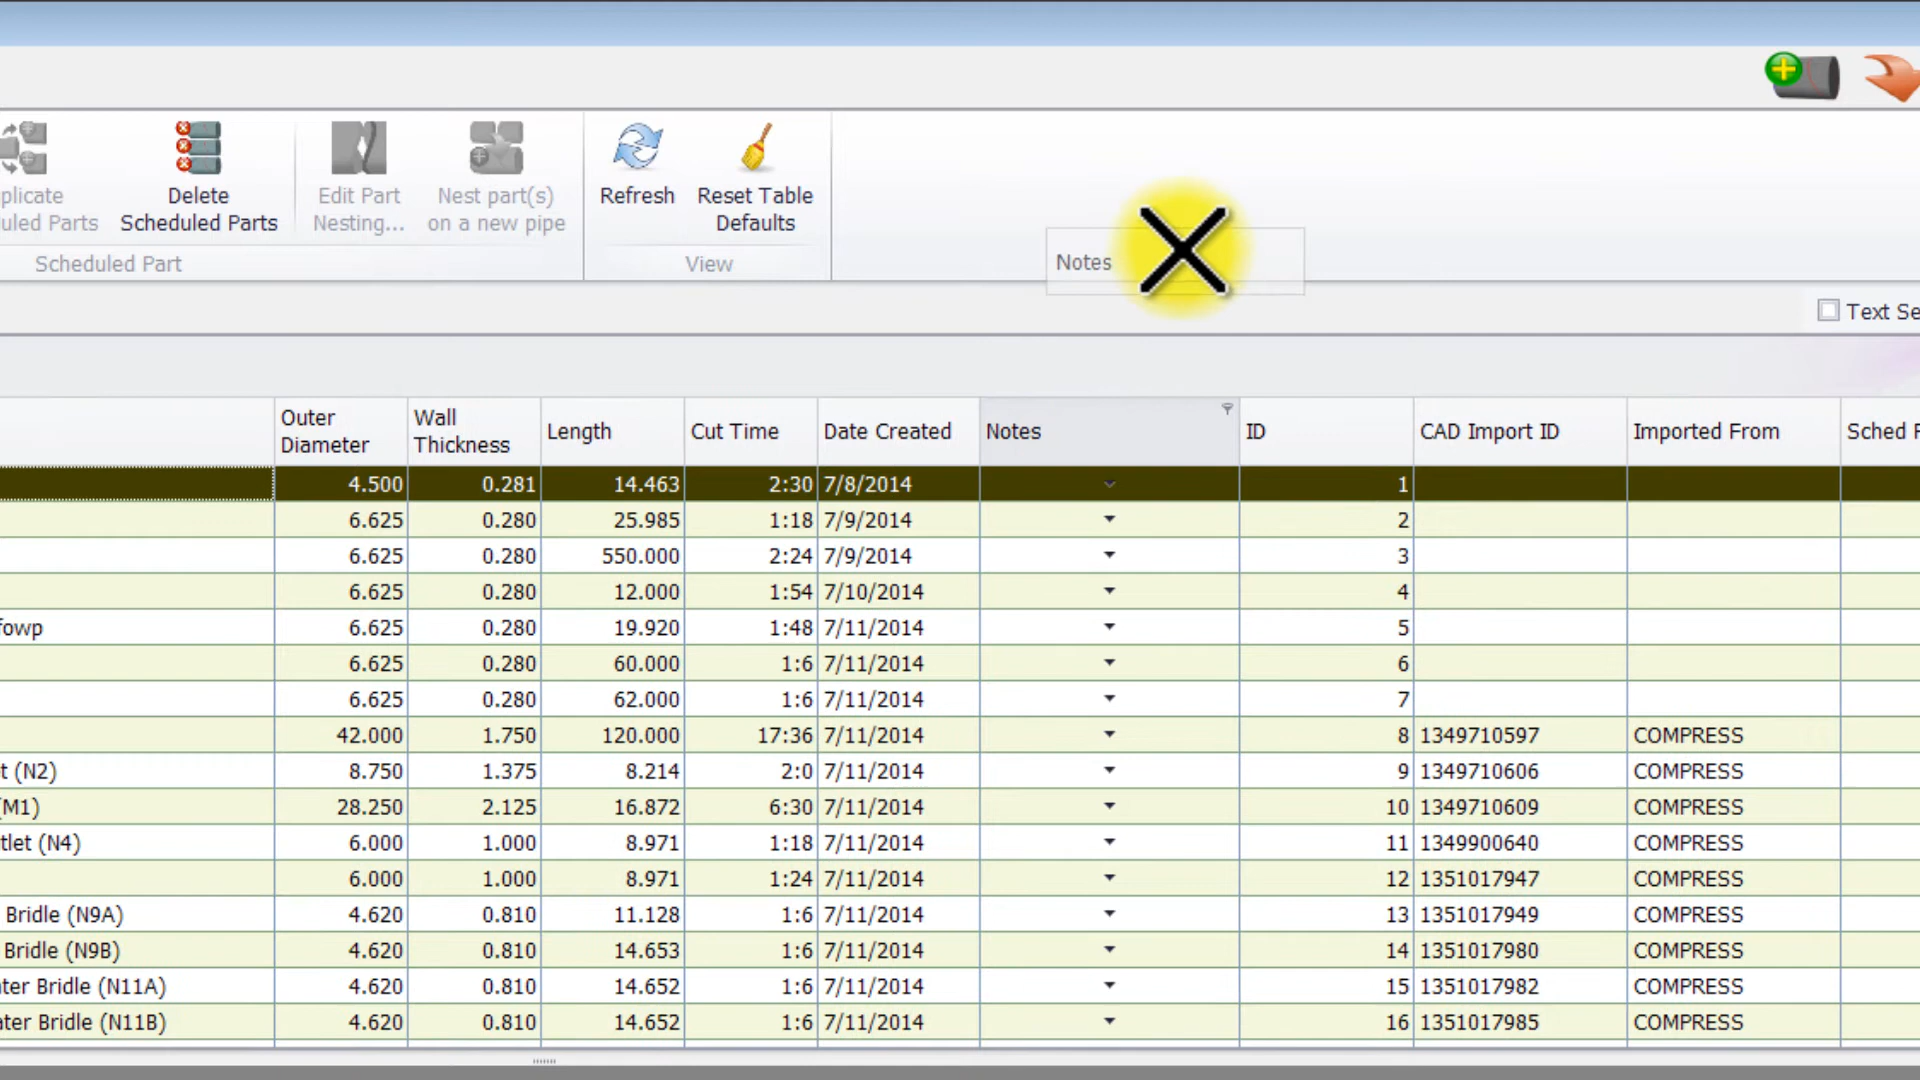 plicate
uled Parts
Delete
Scheduled Parts
Edit Part
Nesting...
Nest part(s)
on a new pipe
Refresh
Reset Table
Defaults
Scheduled Part
View
Notes
Text Se
Outer Diameter Wall Thickness Length Cut Time Date Created Notes ID CAD Import ID Imported From Sched F
4.500 0.281 14.463 2:30 7/8/2014 1
6.625 0.280 25.985 1:18 7/9/2014 2
6.625 0.280 550.000 2:24 7/9/2014 3
6.625 0.280 12.000 1:54 7/10/2014 4
fowp 6.625 0.280 19.920 1:48 7/11/2014 5
6.625 0.280 60.000 1:6 7/11/2014 6
6.625 0.280 62.000 1:6 7/11/2014 7
42.000 1.750 120.000 17:36 7/11/2014 8 1349710597 COMPRESS
t (N2) 8.750 1.375 8.214 2:0 7/11/2014 9 1349710606 COMPRESS
(M1) 28.250 2.125 16.872 6:30 7/11/2014 10 1349710609 COMPRESS
tlet (N4) 6.000 1.000 8.971 1:18 7/11/2014 11 1349900640 COMPRESS
6.000 1.000 8.971 1:24 7/11/2014 12 1351017947 COMPRESS
Bridle (N9A) 4.620 0.810 11.128 1:6 7/11/2014 13 1351017949 COMPRESS
Bridle (N9B) 4.620 0.810 14.653 1:6 7/11/2014 14 1351017980 COMPRESS
ter Bridle (N11A) 4.620 0.810 14.652 1:6 7/11/2014 15 1351017982 COMPRESS
ater Bridle (N11B) 4.620 0.810 14.652 1:6 7/11/2014 16 1351017985 COMPRESS